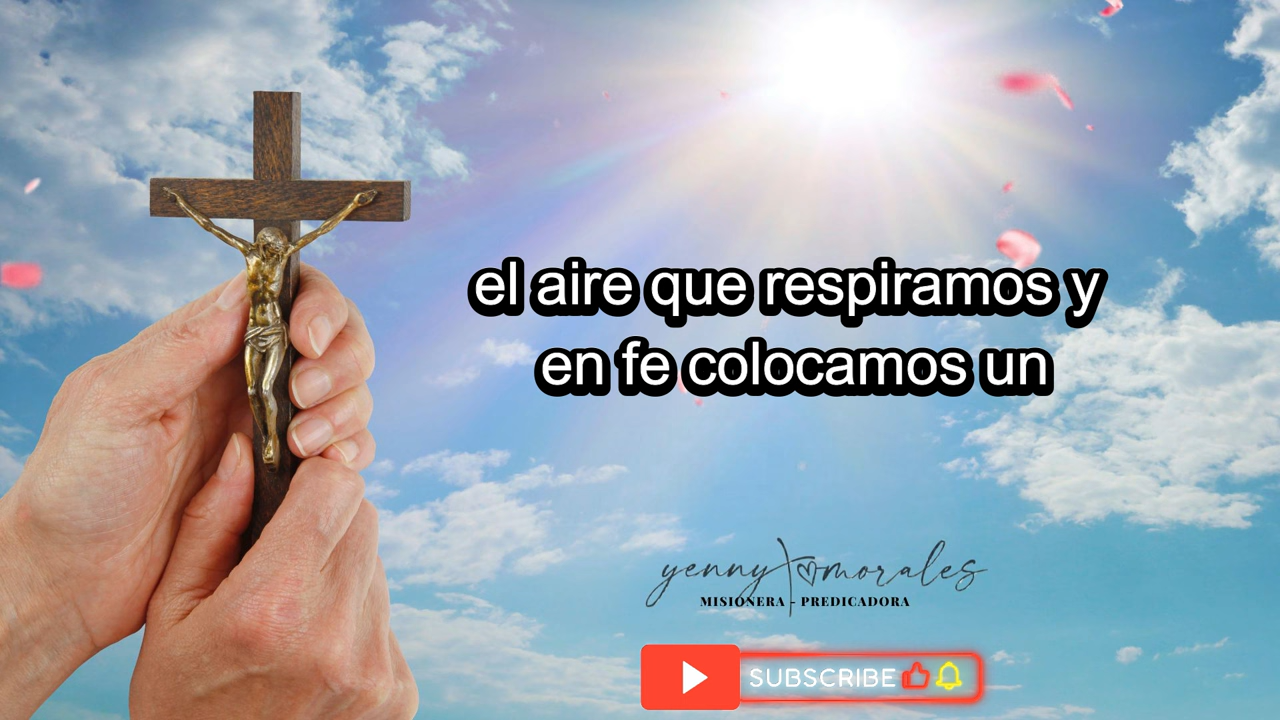 el aire que respiramos y
en fe colocamos un
yenny morales
MISIONERA - PREDICADORA
SUBSCRIBE